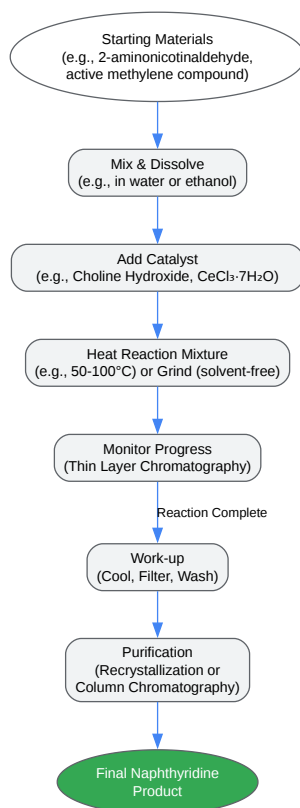 Starting Materials
(e.g., 2-aminonicotinaldehyde,
active methylene compound)
Mix & Dissolve
(e.g., in water or ethanol)
Add Catalyst
(e.g., Choline Hydroxide, CeCl₃·7H₂O)
Heat Reaction Mixture
(e.g., 50-100°C) or Grind (solvent-free)
Monitor Progress
(Thin Layer Chromatography)
Reaction Complete
Work-up
(Cool, Filter, Wash)
Purification
(Recrystallization or
Column Chromatography)
Final Naphthyridine
Product